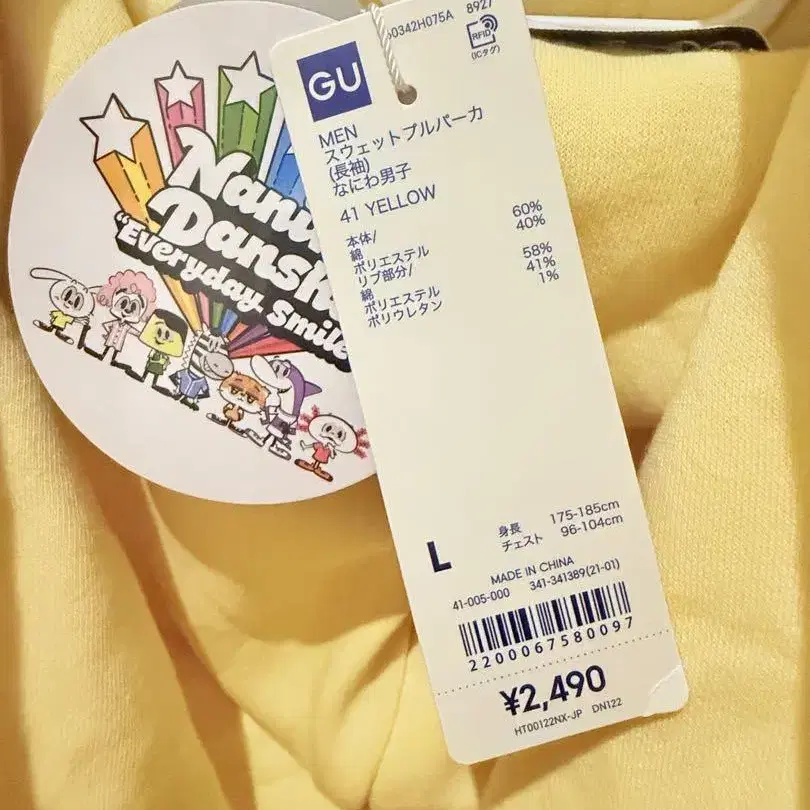 Danshi
"Everyday Smile
0342H075A
8927
RFID
(ICタグ)
GU
MEN
スウェットプルパーカ
(長袖)
なにわ男子
41 YELLOW
本体/
綿 60%
ポリエステル 40%
リブ部分/
綿 58%
ポリエステル 41%
ポリウレタン 1%
L
身長 175-185cm
チェスト 96-104cm
MADE IN CHINA
41-005-000 341-341389(21-01)
2200067580097
¥2,490
HT00122NX-JP DN122